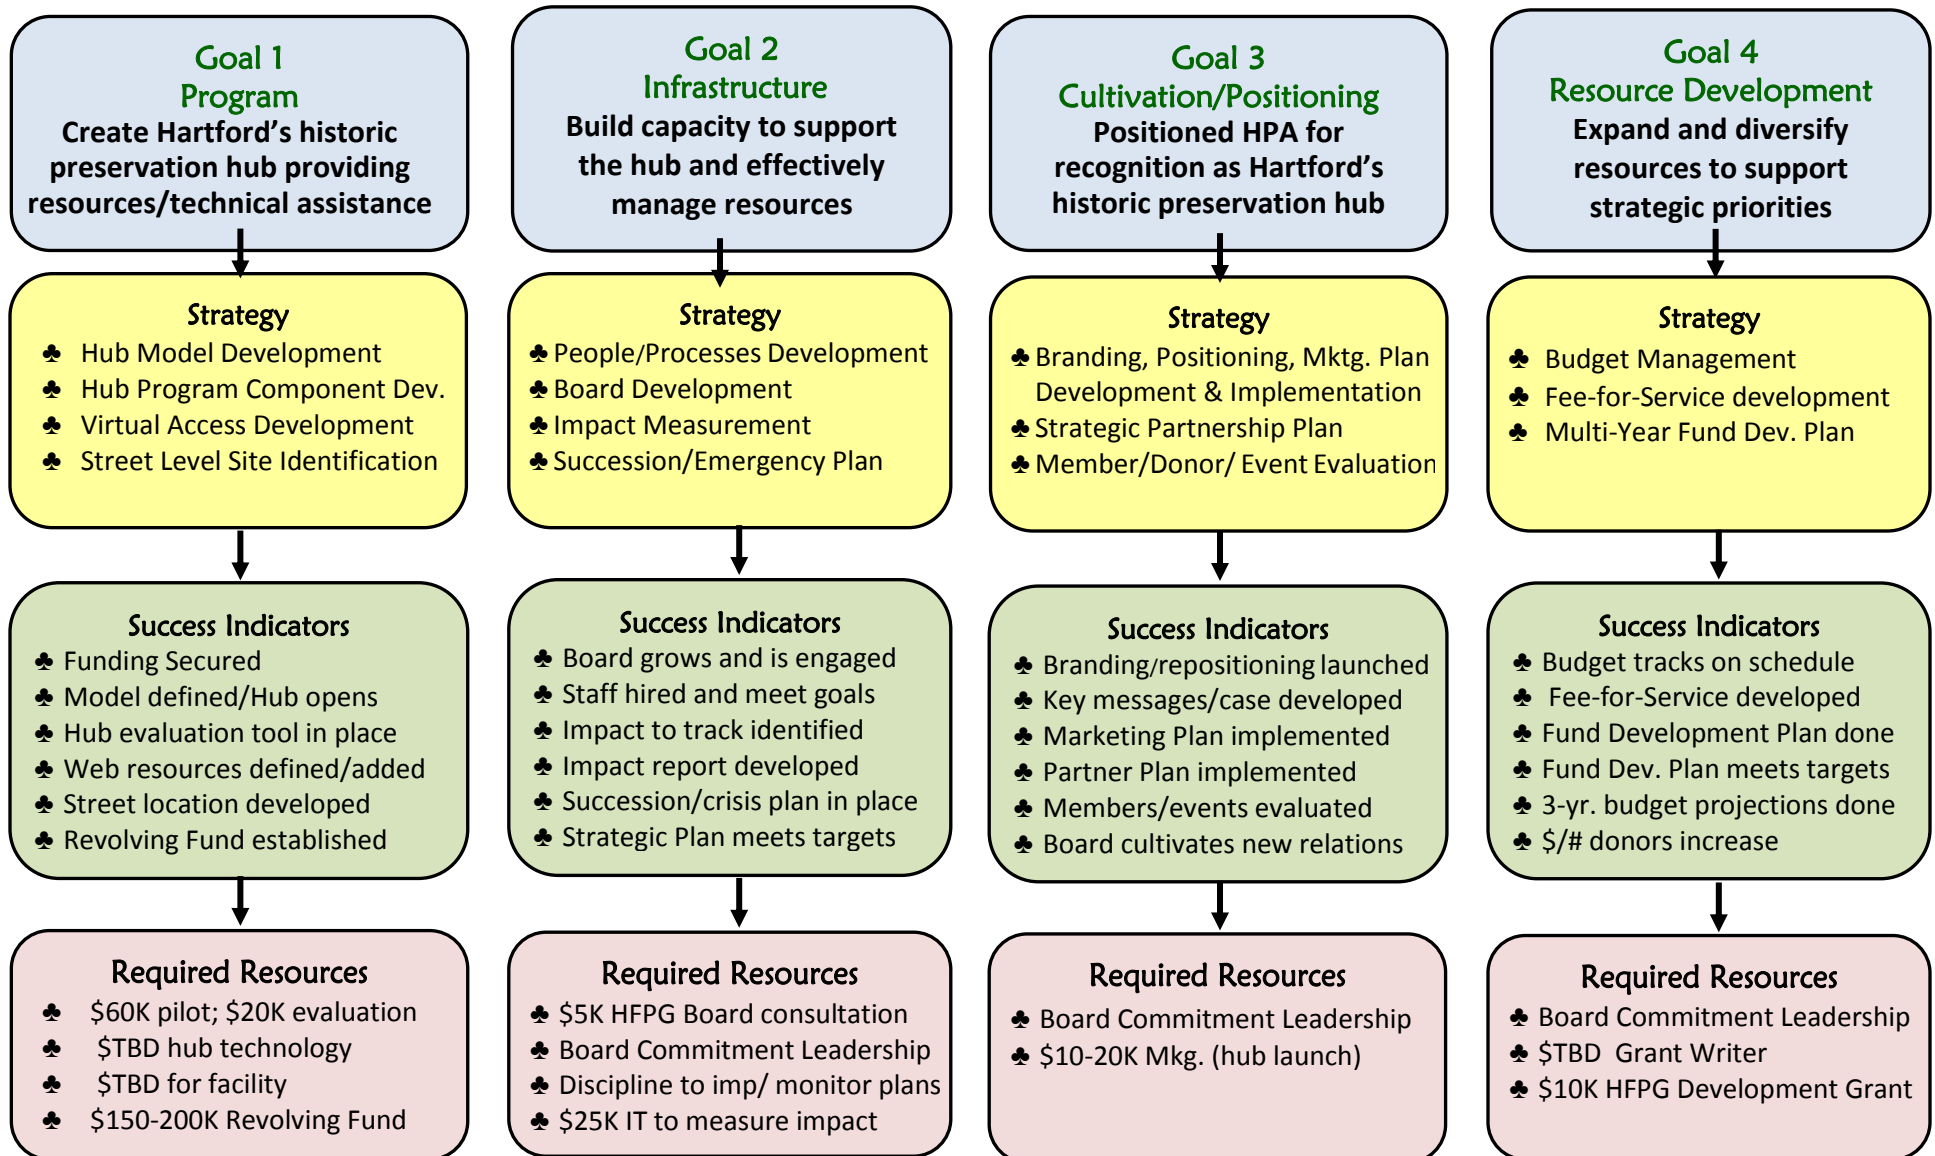 Goal 1
Program
Create Hartford’s historic
preservation hub providing
resources/technical assistance
Strategy
♣ Hub Model Development
♣ Hub Program Component Dev.
♣ Virtual Access Development
♣ Street Level Site Identification
Success Indicators
♣ Funding Secured
♣ Model defined/Hub opens
♣ Hub evaluation tool in place
♣ Web resources defined/added
♣ Street location developed
♣ Revolving Fund established
Required Resources
♣ $60K pilot; $20K evaluation
♣ $TBD hub technology
♣ $TBD for facility
♣ $150-200K Revolving Fund
Goal 2
Infrastructure
Build capacity to support
the hub and effectively
manage resources
Strategy
♣ People/Processes Development
♣ Board Development
♣ Impact Measurement
♣ Succession/Emergency Plan
Success Indicators
♣ Board grows and is engaged
♣ Staff hired and meet goals
♣ Impact to track identified
♣ Impact report developed
♣ Succession/crisis plan in place
♣ Strategic Plan meets targets
Required Resources
♣ $5K HFPG Board consultation
♣ Board Commitment Leadership
♣ Discipline to imp/ monitor plans
♣ $25K IT to measure impact
Goal 3
Cultivation/Positioning
Positioned HPA for
recognition as Hartford’s
historic preservation hub
Strategy
♣ Branding, Positioning, Mktg. Plan
Development & Implementation
♣ Strategic Partnership Plan
♣ Member/Donor/ Event Evaluation
Success Indicators
♣ Branding/repositioning launched
♣ Key messages/case developed
♣ Marketing Plan implemented
♣ Partner Plan implemented
♣ Members/events evaluated
♣ Board cultivates new relations
Required Resources
♣ Board Commitment Leadership
♣ $10-20K Mkg. (hub launch)
Goal 4
Resource Development
Expand and diversify
resources to support
strategic priorities
Strategy
♣ Budget Management
♣ Fee-for-Service development
♣ Multi-Year Fund Dev. Plan
Success Indicators
♣ Budget tracks on schedule
♣ Fee-for-Service developed
♣ Fund Development Plan done
♣ Fund Dev. Plan meets targets
♣ 3-yr. budget projections done
♣ $/# donors increase
Required Resources
♣ Board Commitment Leadership
♣ $TBD Grant Writer
♣ $10K HFPG Development Grant